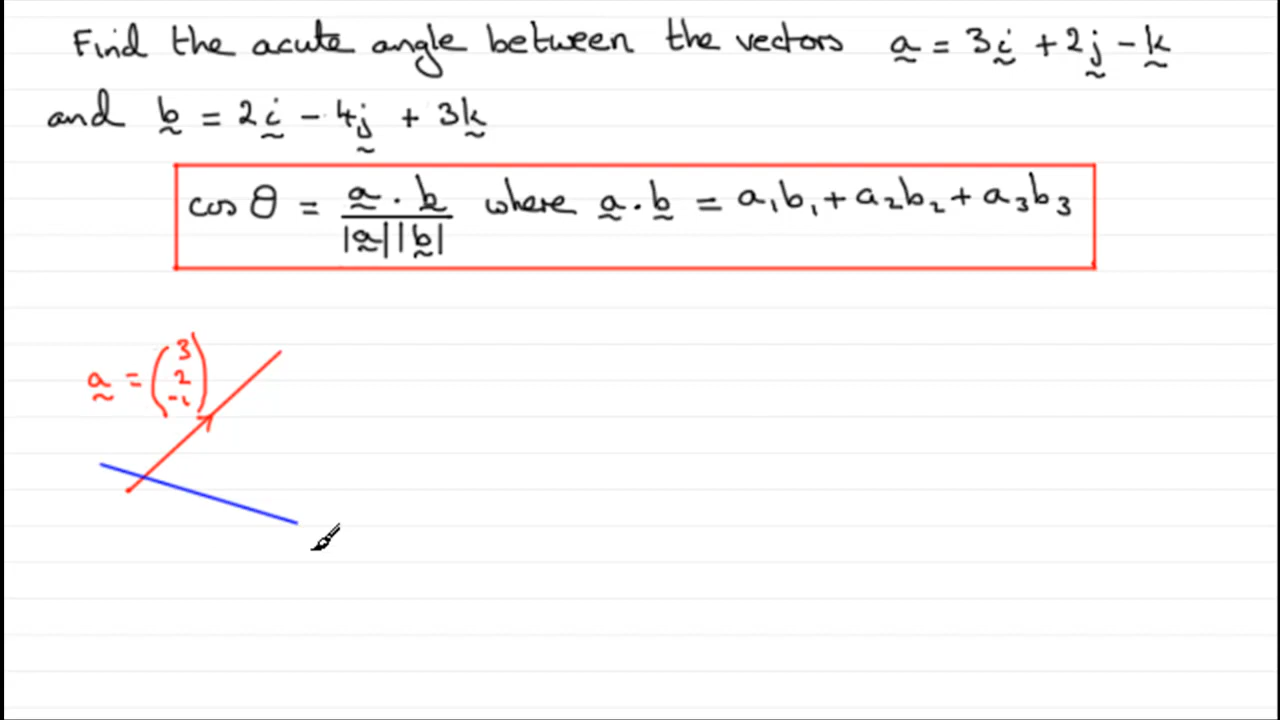 Find the acute angle between the vectors a = 3i + 2j - k
and b = 2i - 4j + 3k
cos θ = a . b / |a||b| where a . b = a₁b₁ + a₂b₂ + a₃b₃
a = (3
2
-1)